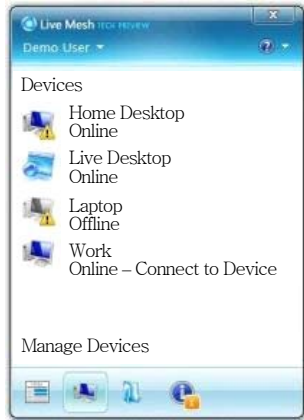 Live Mesh TECH PREVIEW
Demo User
Devices
Home Desktop
Online
Live Desktop
Online
Laptop
Offline
Work
Online – Connect to Device
Manage Devices